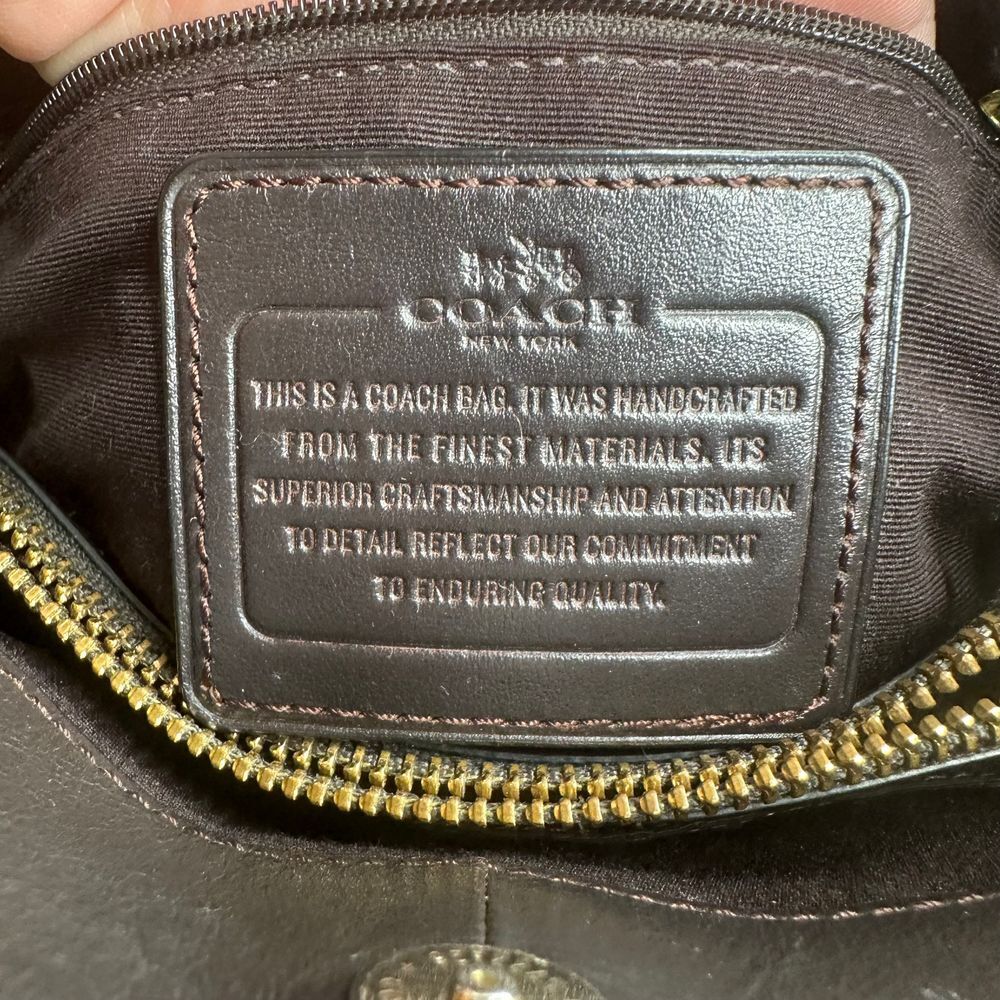 COACH
NEW YORK
THIS IS A COACH BAG. IT WAS HANDCRAFTED
FROM THE FINEST MATERIALS. ITS
SUPERIOR CRAFTSMANSHIP AND ATTENTION
TO DETAIL REFLECT OUR COMMITMENT
TO ENDURING QUALITY.